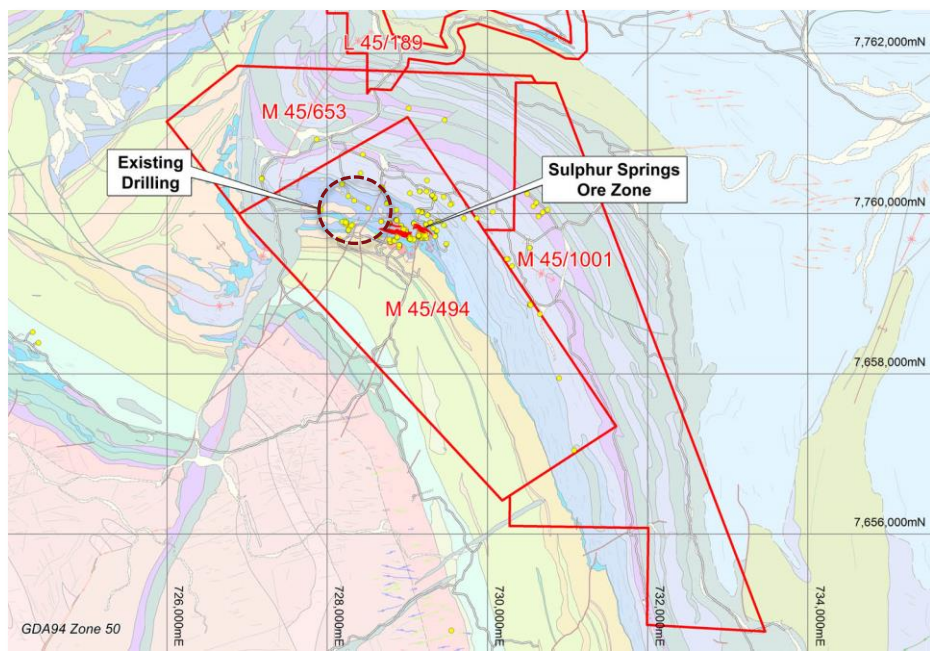 L 45/189
7,762,000mN
M 45/653
Existing
Drilling
Sulphur Springs
Ore Zone
7,760,000mN
M 45/1001
M 45/494
7,658,000mN
7,656,000mN
726,000mE
728,000mE
730,000mE
732,000mE
734,000mE
GDA94 Zone 50